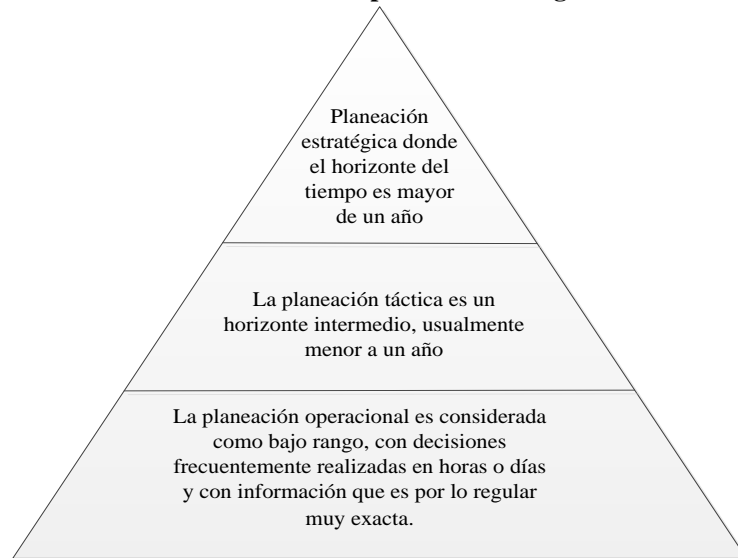 Planeación
estratégica donde
el horizonte del
tiempo es mayor
de un año
La planeación táctica es un
horizonte intermedio, usualmente
menor a un año
La planeación operacional es considerada
como bajo rango, con decisiones
frecuentemente realizadas en horas o días
y con información que es por lo regular
muy exacta.